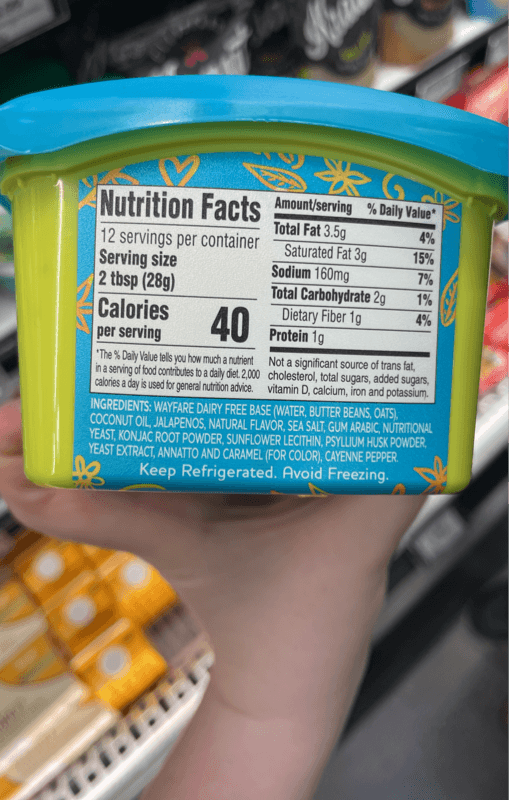 Nutrition Facts
12 servings per container
Serving size
2 tbsp (28g)
Calories
per serving
40
Amount/serving % Daily Value*
Total Fat 3.5g 4%
Saturated Fat 3g 15%
Sodium 160mg 7%
Total Carbohydrate 2g 1%
Dietary Fiber 1g 4%
Protein 1g
*The % Daily Value tells you how much a nutrient
in a serving of food contributes to a daily diet. 2,000
calories a day is used for general nutrition advice.
Not a significant source of trans fat,
cholesterol, total sugars, added sugars,
vitamin D, calcium, iron and potassium.
INGREDIENTS: WAYFARE DAIRY FREE BASE (WATER, BUTTER BEANS, OATS),
COCONUT OIL, JALAPENOS, NATURAL FLAVOR, SEA SALT, GUM ARABIC, NUTRITIONAL
YEAST, KONJAC ROOT POWDER, SUNFLOWER LECITHIN, PSYLLIUM HUSK POWDER.
YEAST EXTRACT, ANNATTO AND CARAMEL (FOR COLOR), CAYENNE PEPPER.
Keep Refrigerated. Avoid Freezing.